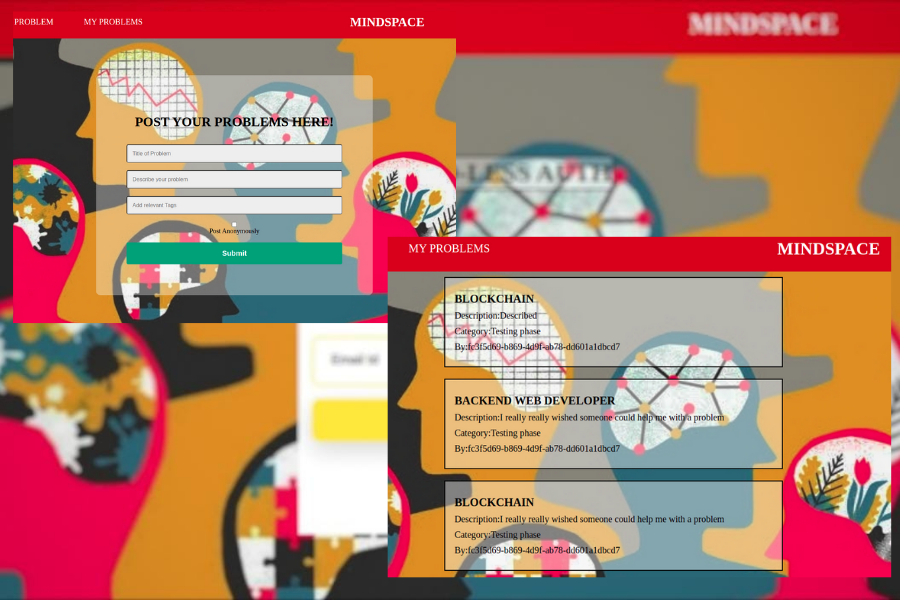 PROBLEM MY PROBLEMS MINDSPACE
MINDSPACE
POST YOUR PROBLEMS HERE!
Title of Problem
Describe your problem
Add relevant Tags
Post Anonymously
Submit
-LESS AUTH
Email Id
MY PROBLEMS MINDSPACE
BLOCKCHAIN
Description:Described
Category:Testing phase
By:fc3f5d69-b869-4d9f-ab78-dd601a1dbcd7
BACKEND WEB DEVELOPER
Description:I really really wished someone could help me with a problem
Category:Testing phase
By:fc3f5d69-b869-4d9f-ab78-dd601a1dbcd7
BLOCKCHAIN
Description:I really really wished someone could help me with a problem
Category:Testing phase
By:fc3f5d69-b869-4d9f-ab78-dd601a1dbcd7